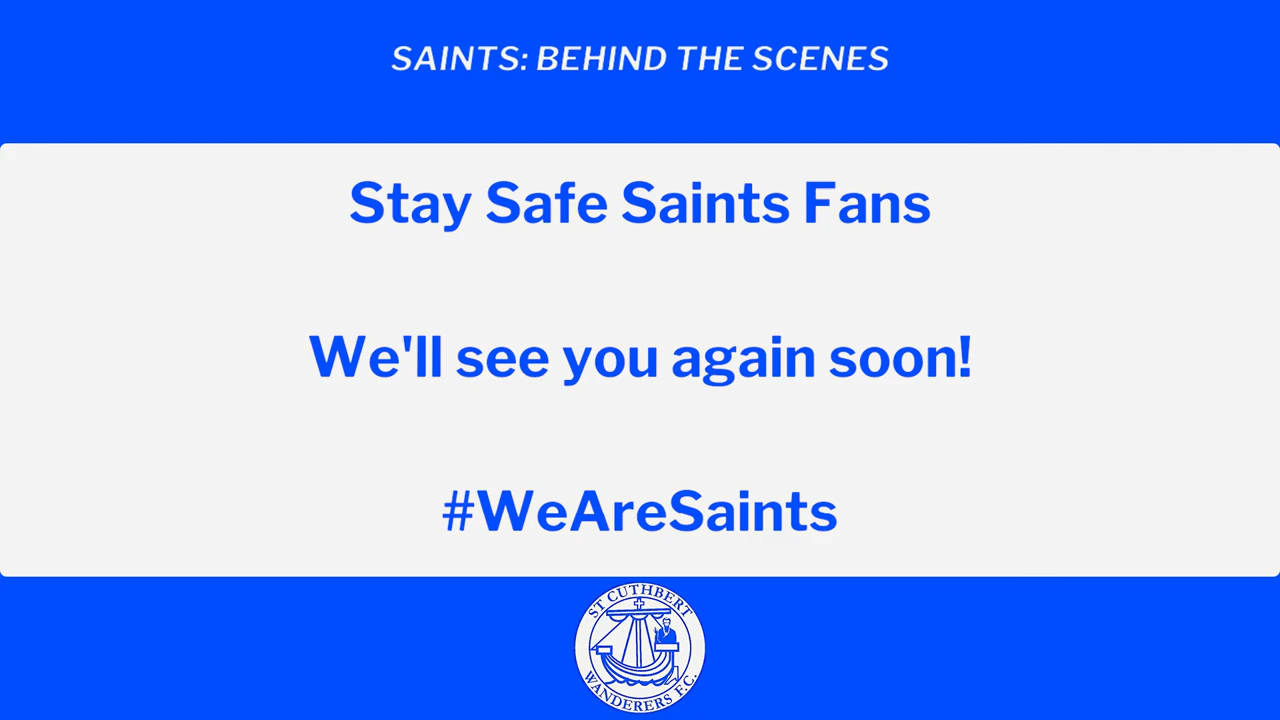 SAINTS: BEHIND THE SCENES
Stay Safe Saints Fans
We'll see you again soon!
#WeAreSaints
ST CUTHBERT
WANDERERS F.C.